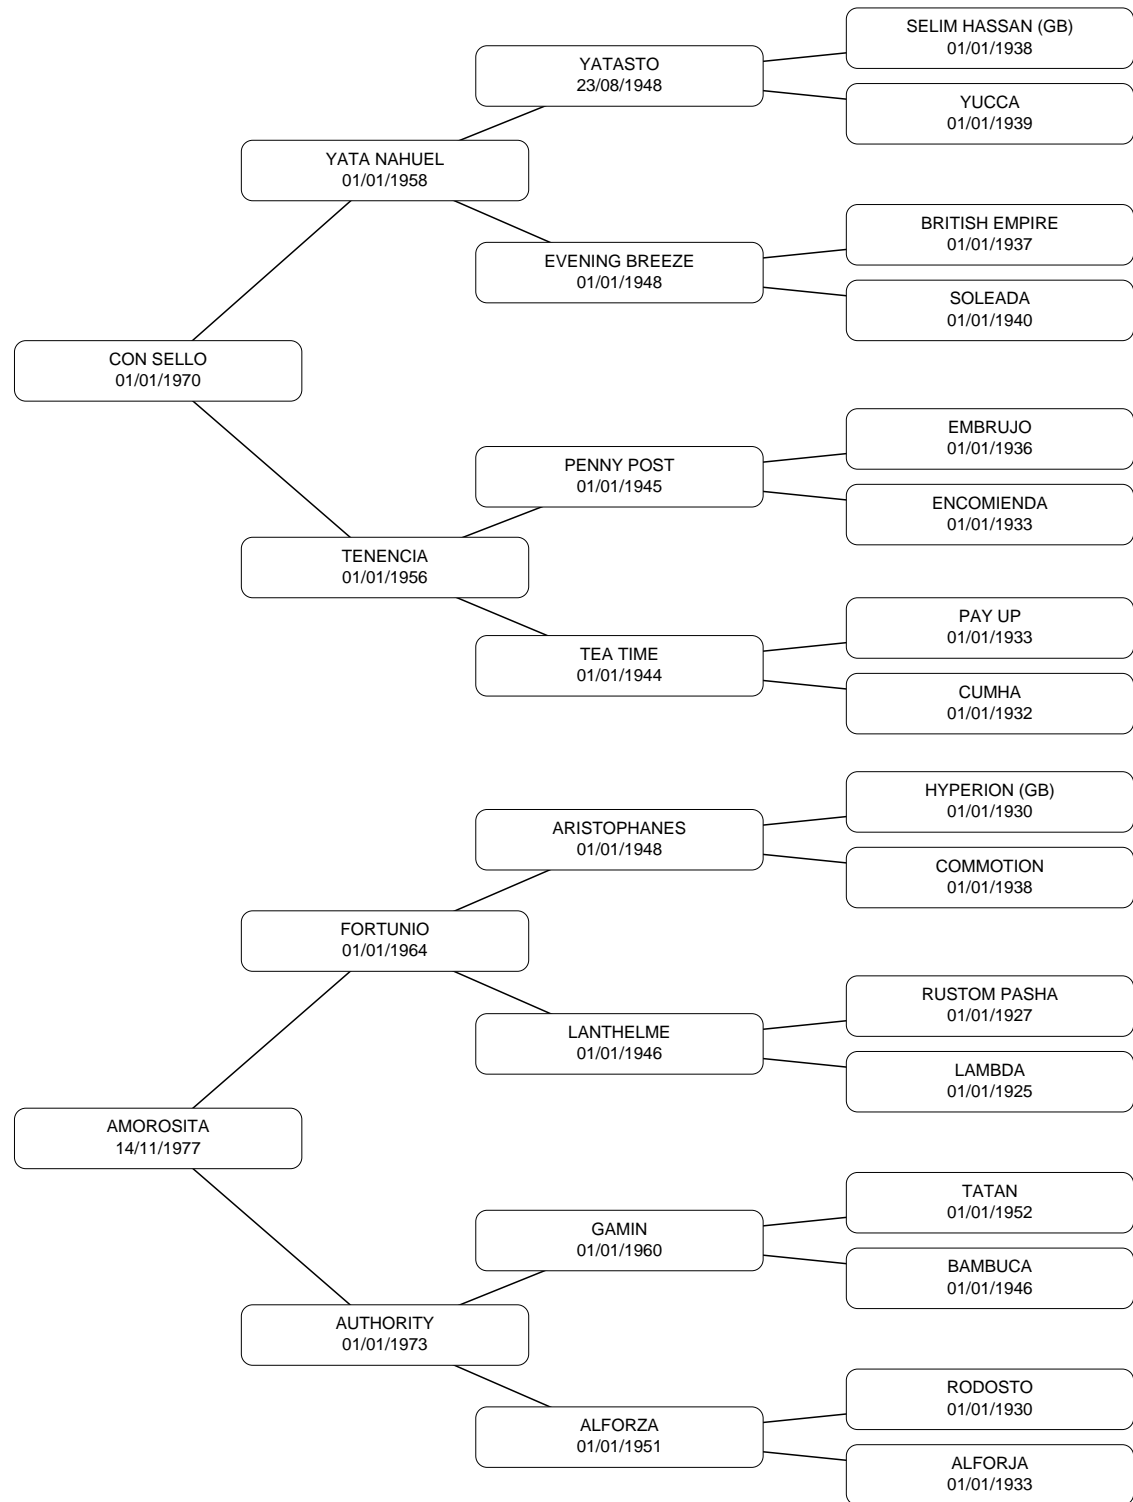 SELIM HASSAN (GB)
01/01/1938
YATASTO
23/08/1948
YUCCA
01/01/1939
YATA NAHUEL
01/01/1958
BRITISH EMPIRE
01/01/1937
EVENING BREEZE
01/01/1948
SOLEADA
01/01/1940
CON SELLO
01/01/1970
EMBRUJO
01/01/1936
PENNY POST
01/01/1945
ENCOMIENDA
01/01/1933
TENENCIA
01/01/1956
PAY UP
01/01/1933
TEA TIME
01/01/1944
CUMHA
01/01/1932
HYPERION (GB)
01/01/1930
ARISTOPHANES
01/01/1948
COMMOTION
01/01/1938
FORTUNIO
01/01/1964
RUSTOM PASHA
01/01/1927
LANTHELME
01/01/1946
LAMBDA
01/01/1925
AMOROSITA
14/11/1977
TATAN
01/01/1952
GAMIN
01/01/1960
BAMBUCA
01/01/1946
AUTHORITY
01/01/1973
RODOSTO
01/01/1930
ALFORZA
01/01/1951
ALFORJA
01/01/1933